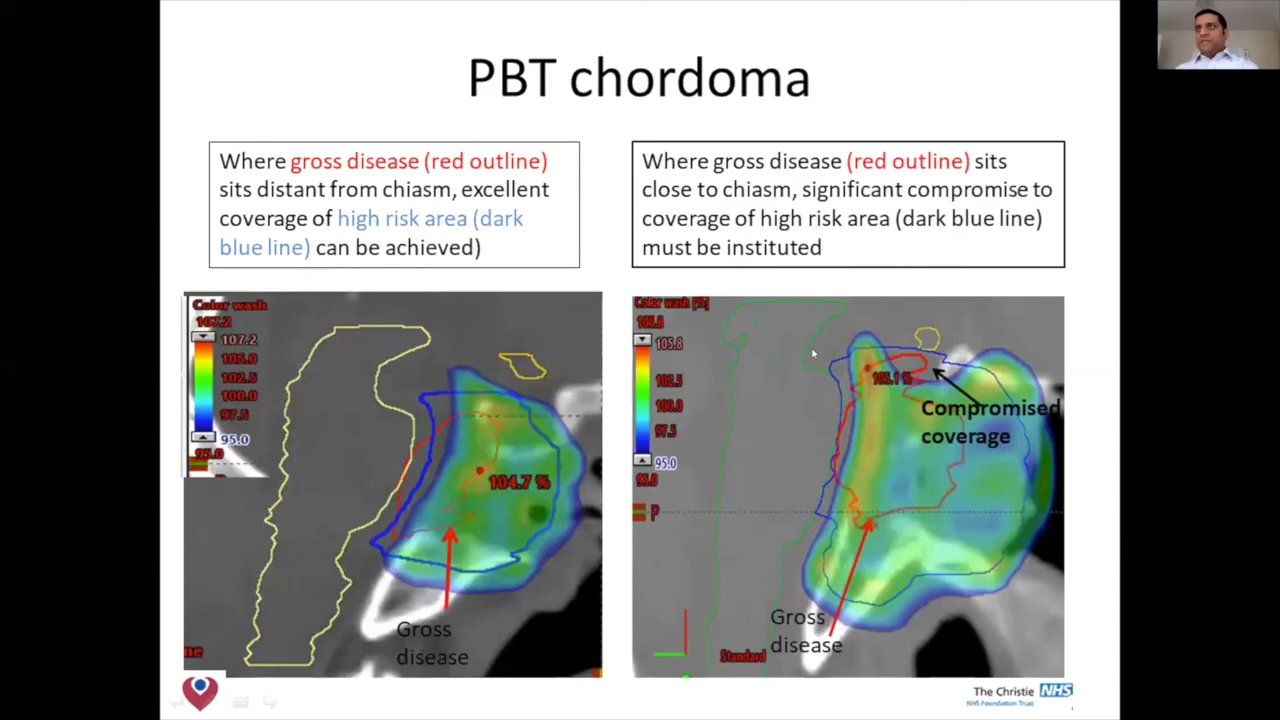 PBT chordoma
Where gross disease (red outline)
sits distant from chiasm, excellent
coverage of high risk area (dark
blue line) can be achieved)
Where gross disease (red outline) sits
close to chiasm, significant compromise to
coverage of high risk area (dark blue line)
must be instituted
Color wash
107.2
107.2
105.0
102.5
100.0
97.5
95.0
95.0
104.7 %
Gross
disease
Color wash [%]
105.8
105.8
102.5
100.0
97.5
95.0
95.0
P
105.1 %
Compromised
coverage
Gross
disease
Standard
The Christie NHS
NHS Foundation Trust